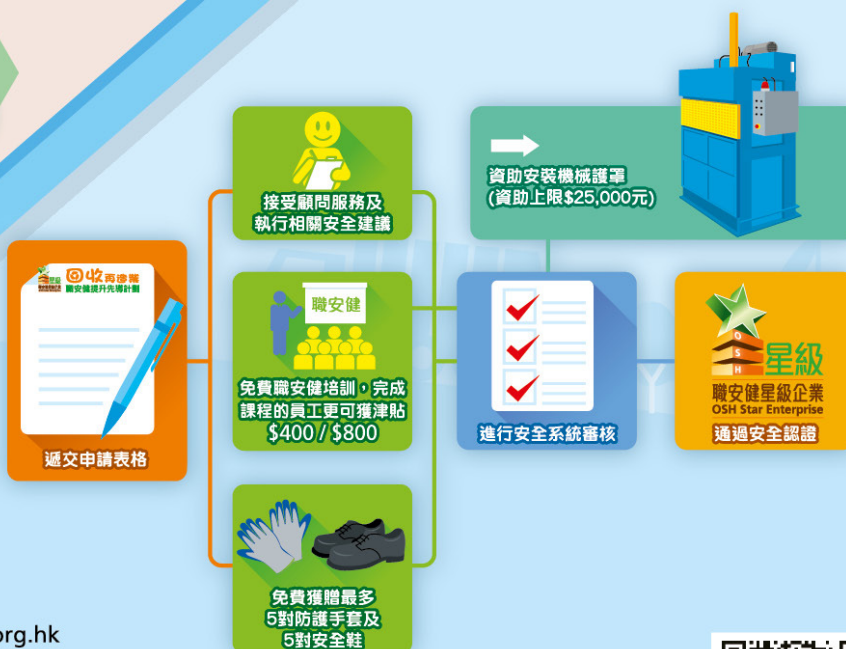 接受顧問服務及
執行相關安全建議
資助安裝機械護罩
(資助上限$25,000元)
回收再造業
職安健提升先導計劃
遞交申請表格
職安健
免費職安健培訓，完成
課程的員工更可獲津貼
$400 / $800
進行安全系統審核
OSH
星級
職安健星級企業
OSH Star Enterprise
通過安全認證
免費獲贈最多
5對防護手套及
5對安全鞋
org.hk